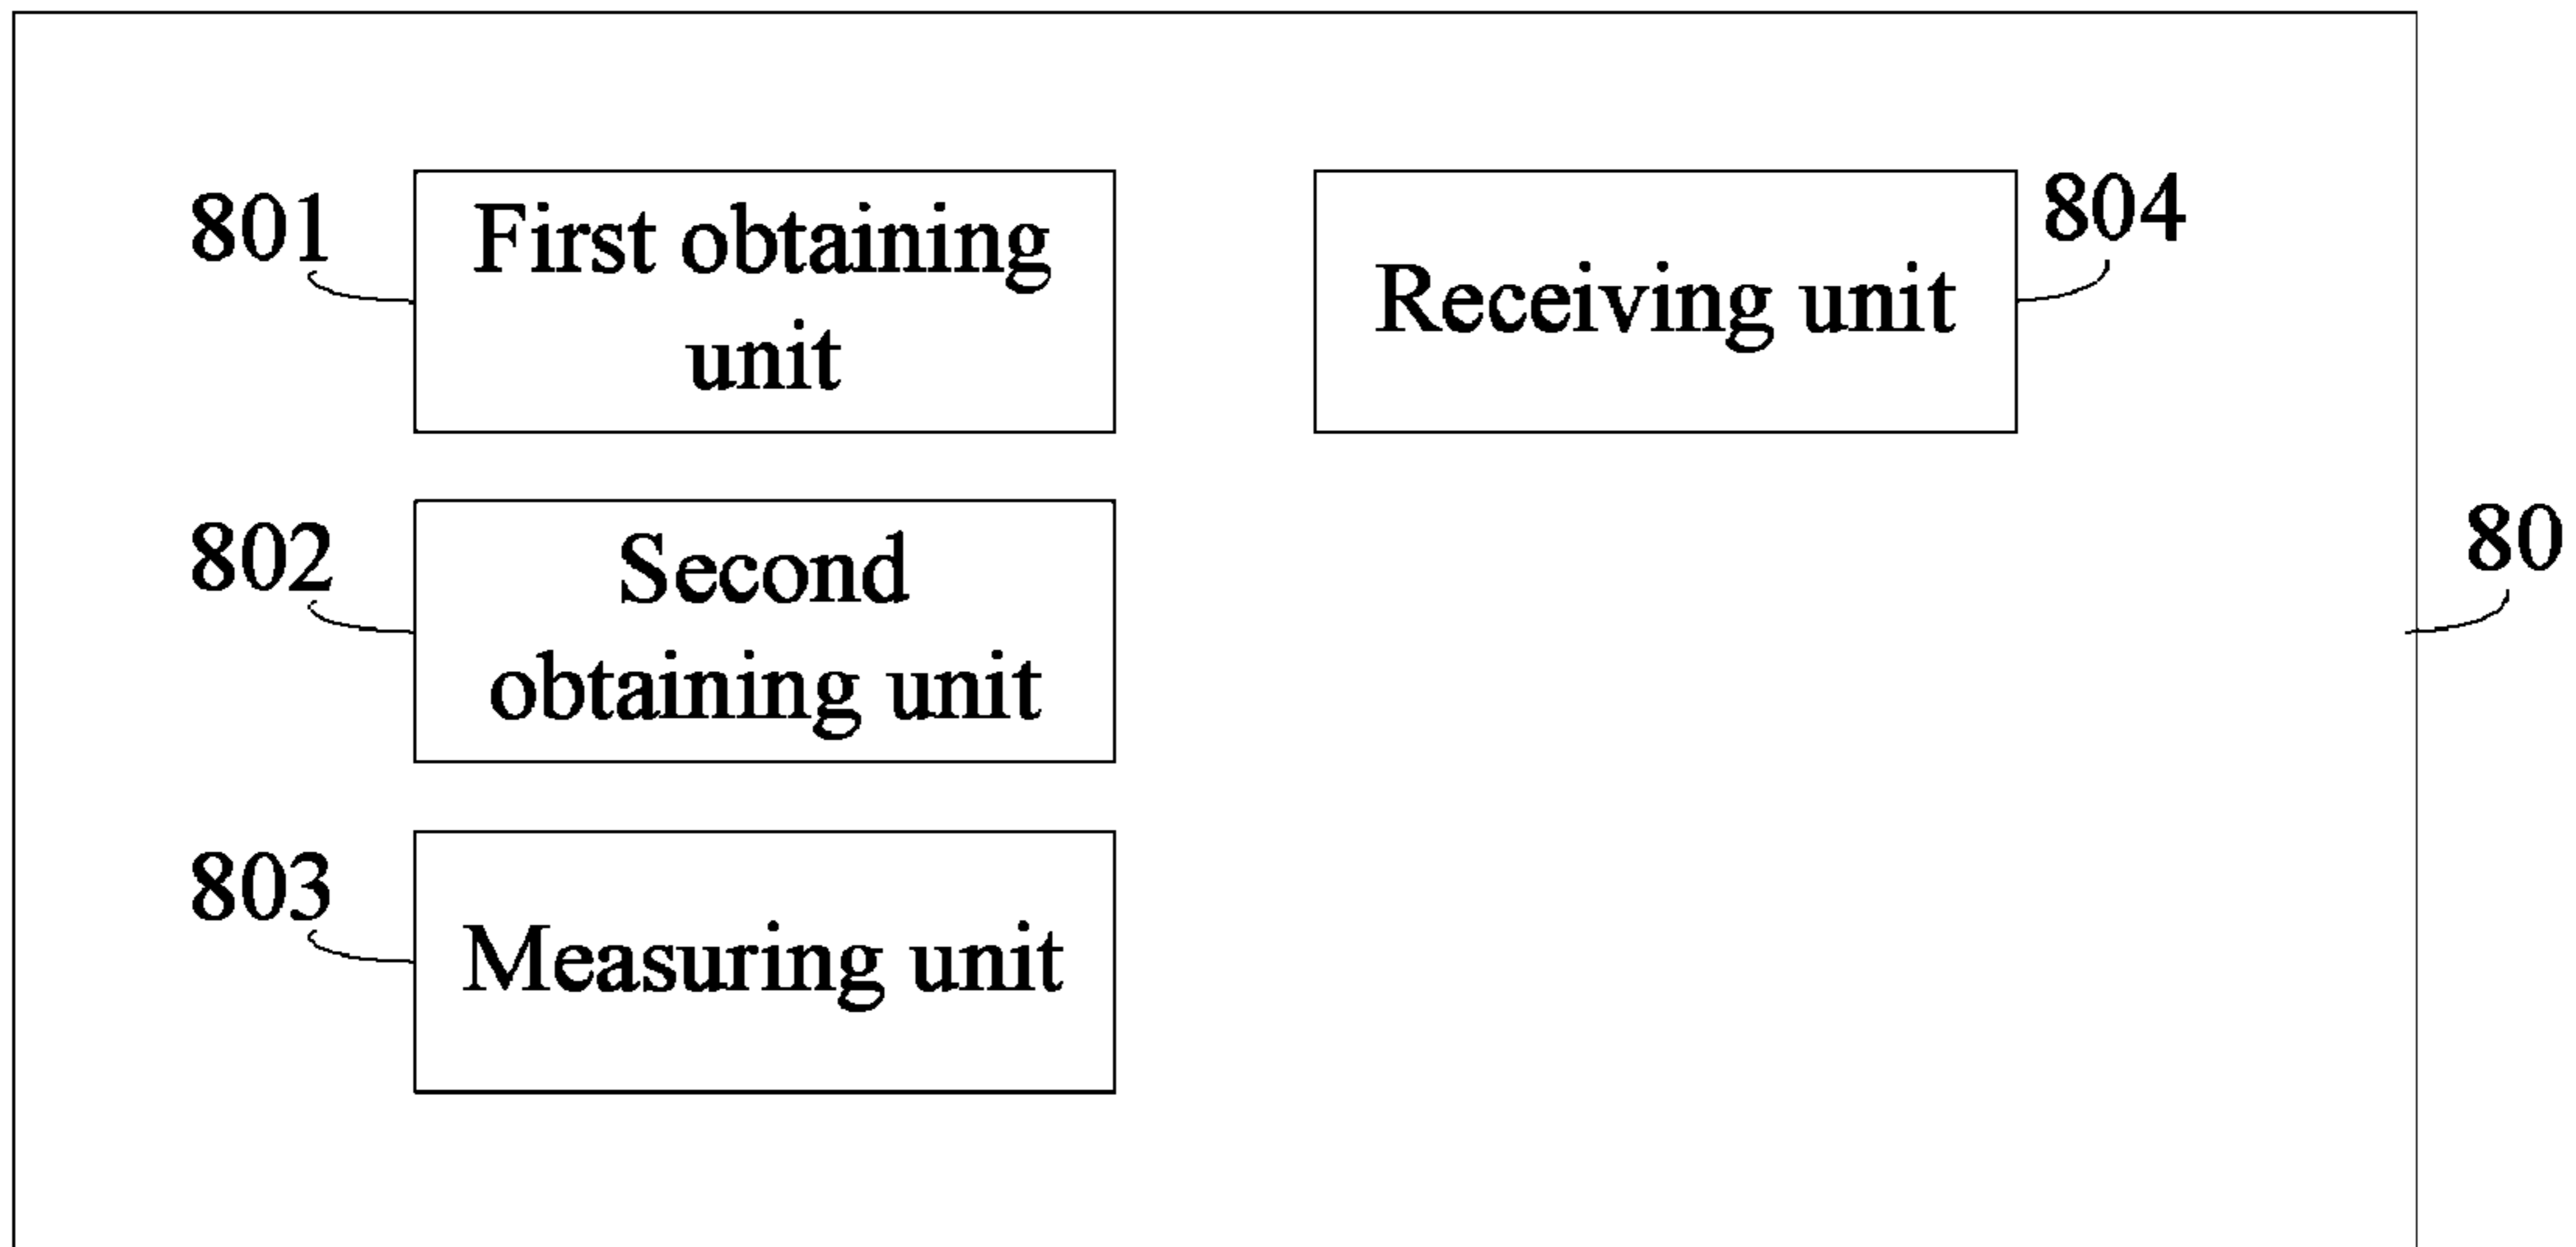 801
First obtaining
unit
804
Receiving unit
802
Second
obtaining unit
80
803
Measuring unit